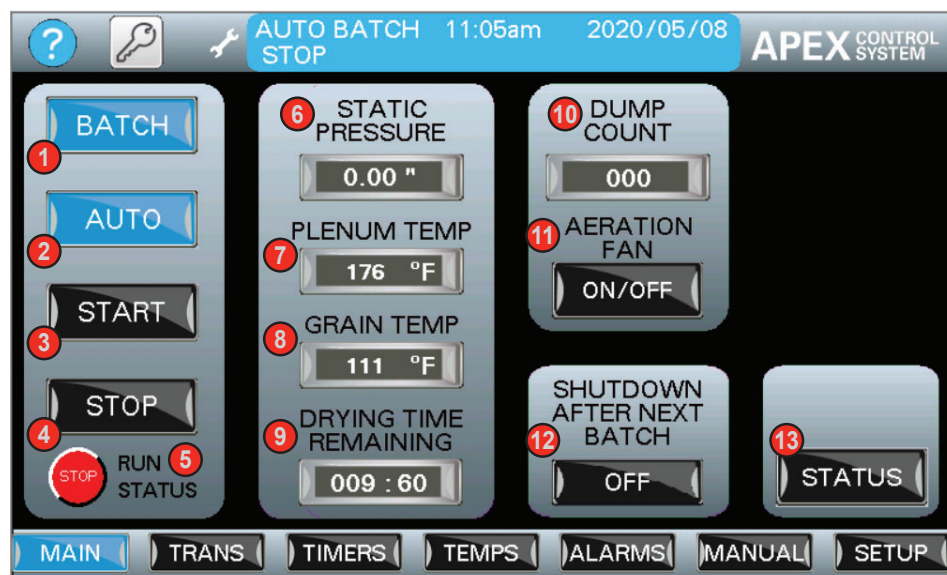 ?
AUTO BATCH 11:05am 2020/05/08
STOP
APEX CONTROL
SYSTEM
BATCH
1
AUTO
2
START
3
STOP
4
STOP
RUN 5
STATUS
6 STATIC
PRESSURE
0.00 "
PLENUM TEMP
7
176 °F
GRAIN TEMP
8
111 °F
DRYING TIME
9 REMAINING
009 : 60
10 DUMP
COUNT
000
11 AERATION
FAN
ON/OFF
SHUTDOWN
AFTER NEXT
12 BATCH
OFF
13
STATUS
MAIN TRANS TIMERS TEMPS ALARMS MANUAL SETUP